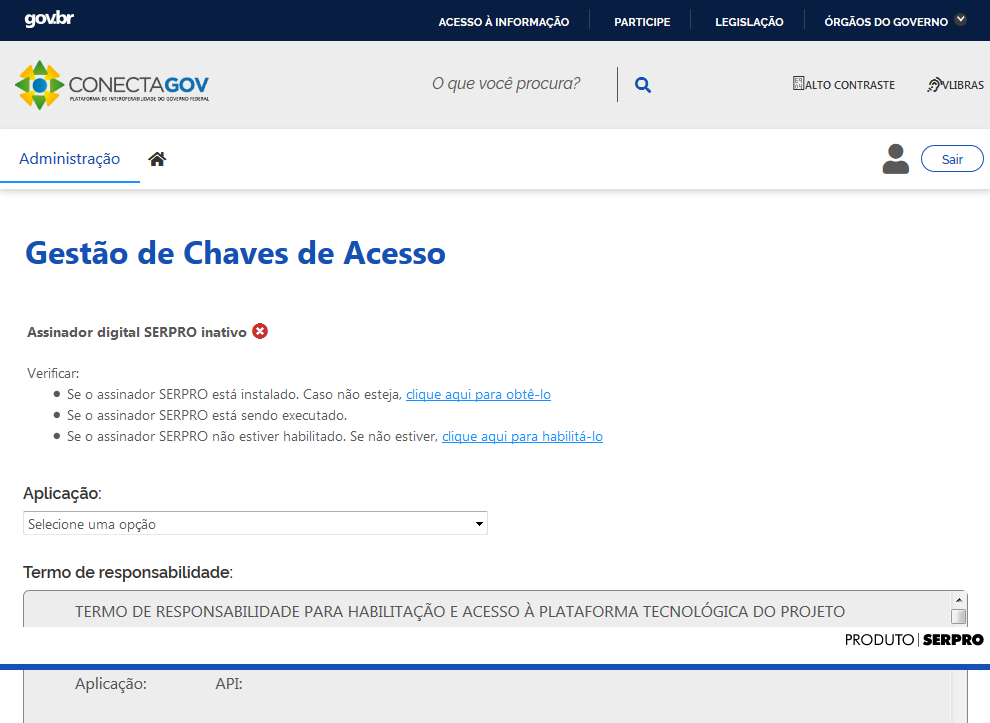 gov.br
ACESSO À INFORMAÇÃO
PARTICIPE
LEGISLAÇÃO
ÓRGÃOS DO GOVERNO
CONECTAGOV
PLATAFORMA DE INTEROPERABILIDADE DO GOVERNO FEDERAL
O que você procura?
ALTO CONTRASTE
VLIBRAS
Administração
Sair
Gestão de Chaves de Acesso
Assinador digital SERPRO inativo
Verificar:
Se o assinador SERPRO está instalado. Caso não esteja, clique aqui para obtê-lo
Se o assinador SERPRO está sendo executado.
Se o assinador SERPRO não estiver habilitado. Se não estiver, clique aqui para habilitá-lo
Aplicação:
Selecione uma opção
Termo de responsabilidade:
TERMO DE RESPONSABILIDADE PARA HABILITAÇÃO E ACESSO À PLATAFORMA TECNOLÓGICA DO PROJETO
PRODUTO | SERPRO
Aplicação: API: